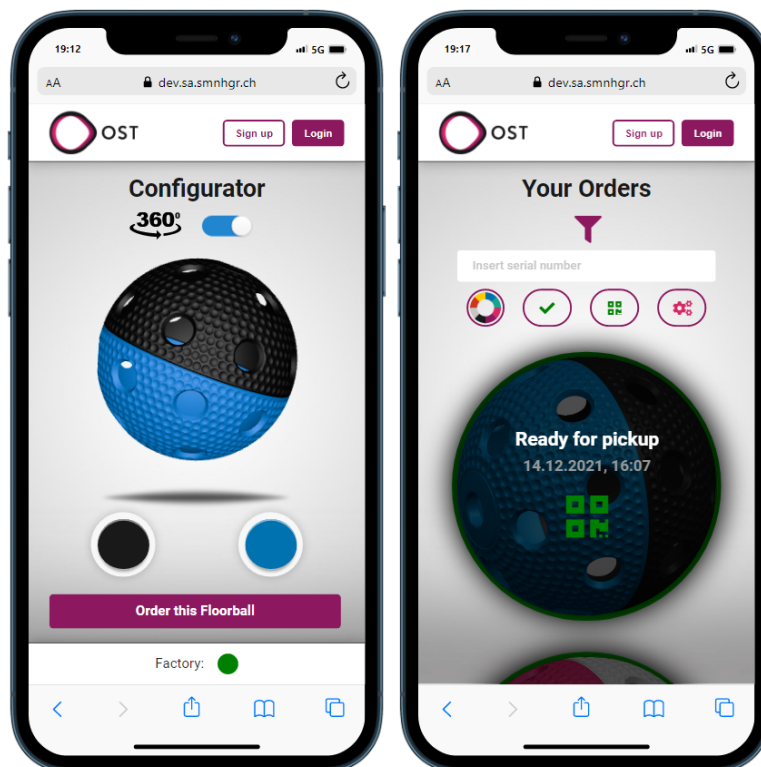 19:12
5G
AA
dev.sa.smnhgr.ch
OST
Sign up
Login
Configurator
360°
Order this Floorball
Factory:
19:17
5G
AA
dev.sa.smnhgr.ch
OST
Sign up
Login
Your Orders
Insert serial number
Ready for pickup
14.12.2021, 16:07